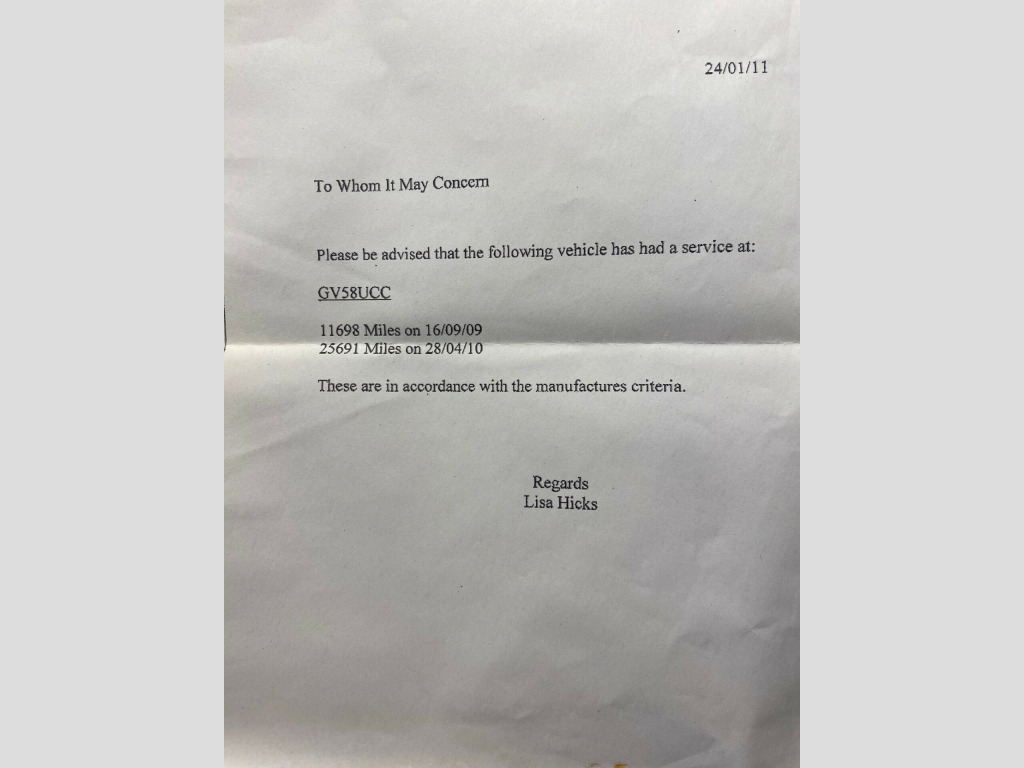 24/01/11
To Whom It May Concern
Please be advised that the following vehicle has had a service at:
GV58UCC
11698 Miles on 16/09/09
25691 Miles on 28/04/10
These are in accordance with the manufactures criteria.
Regards
Lisa Hicks